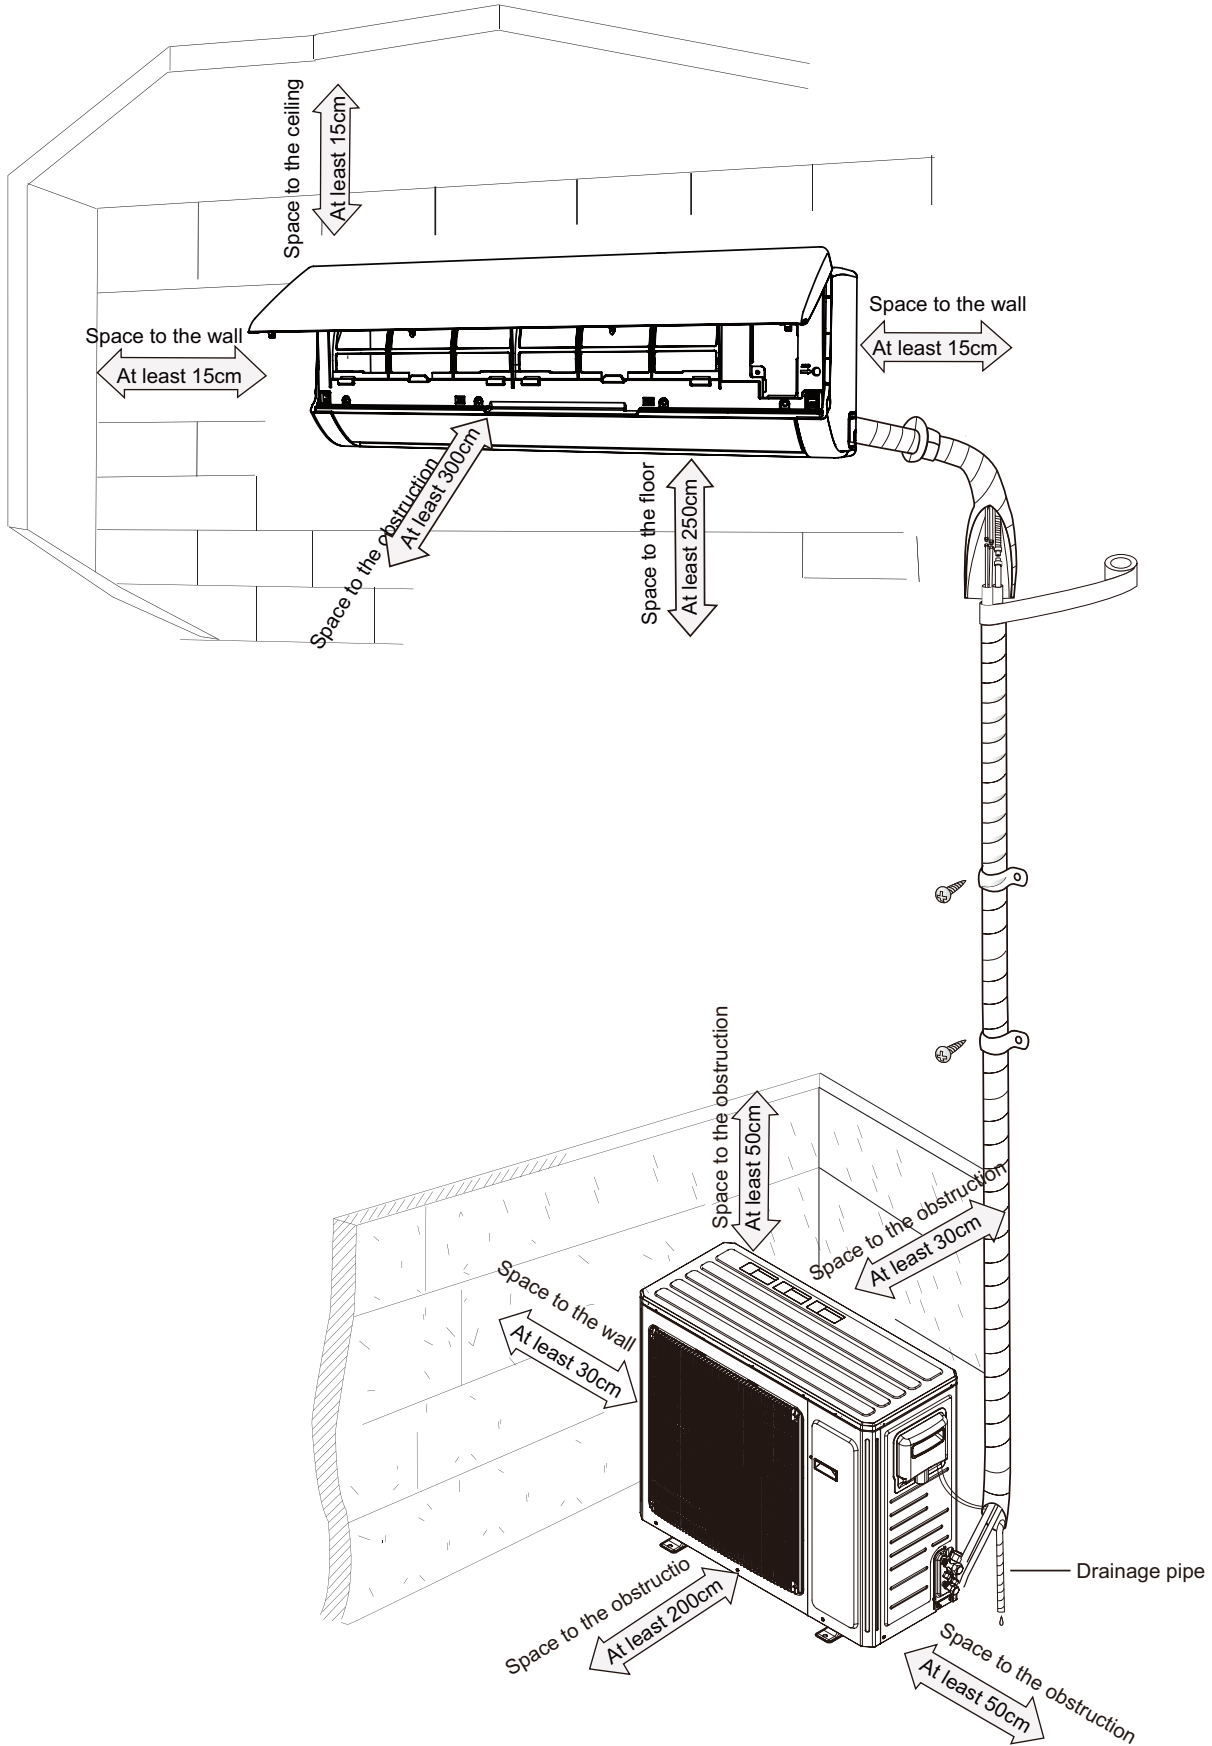 Space to the ceiling
At least 15cm
Space to the wall
At least 15cm
Space to the wall
At least 15cm
Space to the obstruction
At least 300cm
Space to the floor
At least 250cm
Space to the obstruction
At least 50cm
Space to the obstruction
At least 30cm
Space to the wall
At least 30cm
Space to the obstructio
At least 200cm
Drainage pipe
Space to the obstruction
At least 50cm